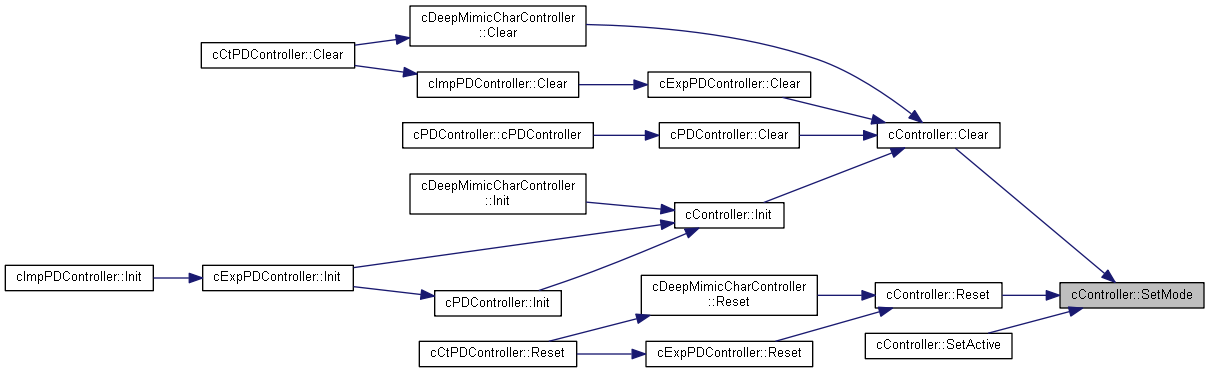 cDeepMimicCharController
::Clear
cCtPDController::Clear
cImpPDController::Clear
cExpPDController::Clear
cPDController::cPDController
cPDController::Clear
cController::Clear
cDeepMimicCharController
::Init
cController::Init
cImpPDController::Init
cExpPDController::Init
cPDController::Init
cDeepMimicCharController
::Reset
cController::Reset
cController::SetMode
cController::SetActive
cCtPDController::Reset
cExpPDController::Reset